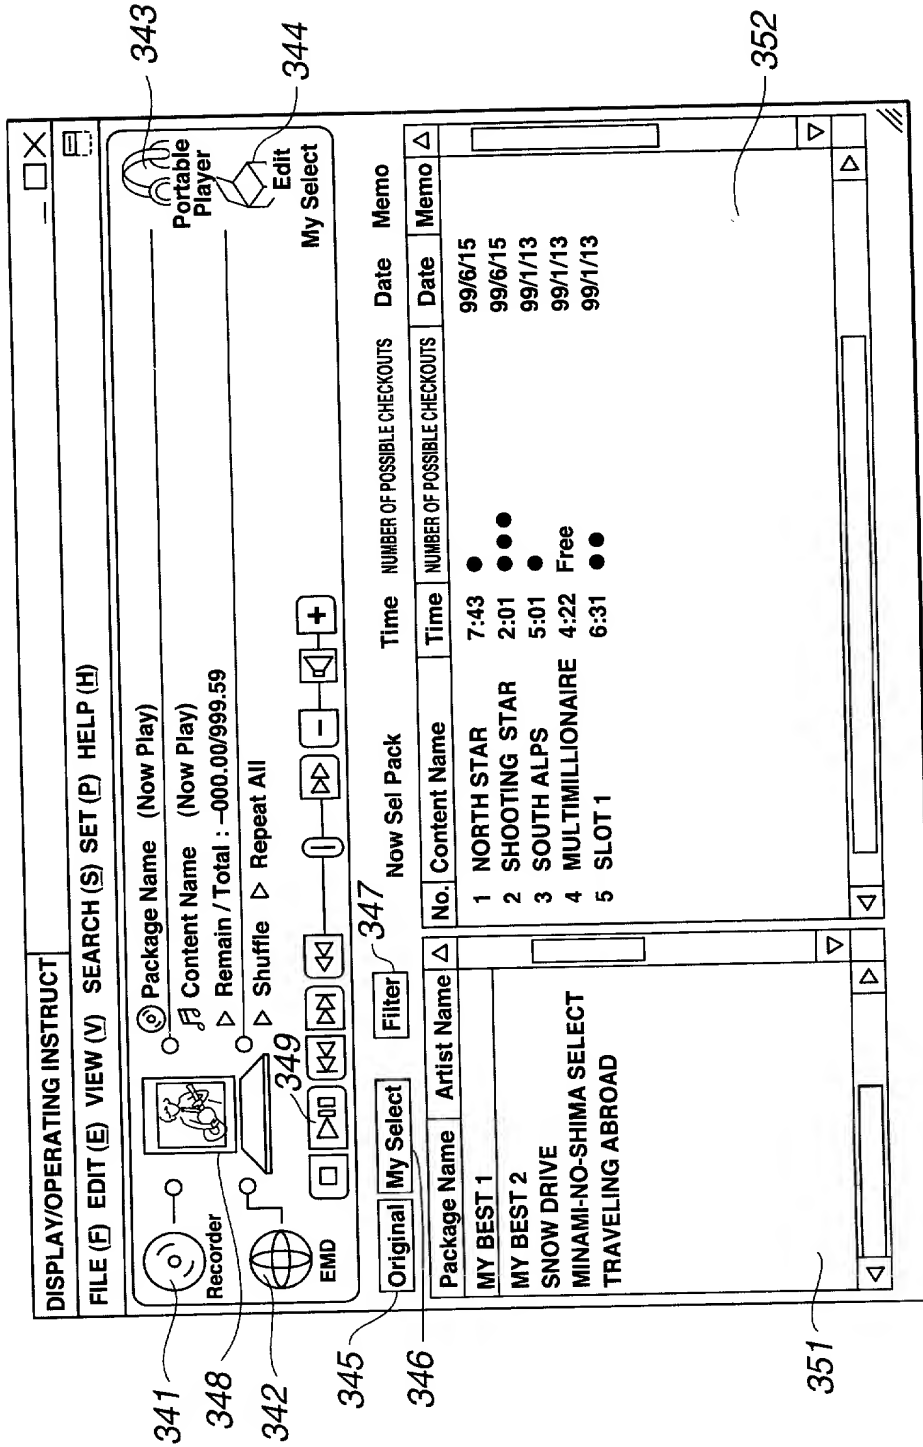 DISPLAY/OPERATING INSTRUCT
FILE (F) EDIT (E) VIEW (V) SEARCH (S) SET (P) HELP (H)
341
Recorder
348
342
EMD
349
Package Name (Now Play)
Content Name (Now Play)
Remain / Total : –000.00/999.59
Shuffle Repeat All
343
Portable
Player
344
Edit
My Select
345
Original
346
My Select
347
Filter
Now Sel Pack Time NUMBER OF POSSIBLE CHECKOUTS Date Memo
Package Name Artist Name
MY BEST 1
MY BEST 2
SNOW DRIVE
MINAMI-NO-SHIMA SELECT
TRAVELING ABROAD
351
No. Content Name Time NUMBER OF POSSIBLE CHECKOUTS Date Memo
1 NORTH STAR 7:43 ● 99/6/15
2 SHOOTING STAR 2:01 ●●● 99/6/15
3 SOUTH ALPS 5:01 ● 99/1/13
4 MULTIMILLIONAIRE 4:22 Free 99/1/13
5 SLOT 1 6:31 ●● 99/1/13
352